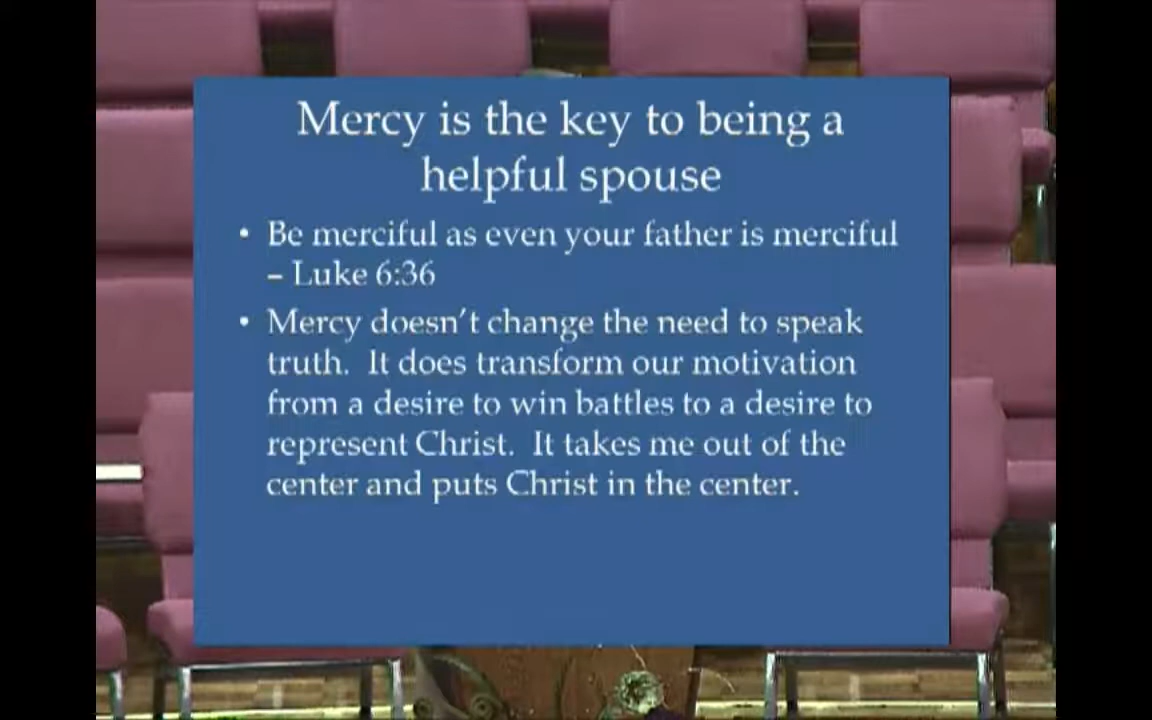 Mercy is the key to being a
helpful spouse
• Be merciful as even your father is merciful
– Luke 6:36
• Mercy doesn't change the need to speak
truth.  It does transform our motivation
from a desire to win battles to a desire to
represent Christ.  It takes me out of the
center and puts Christ in the center.